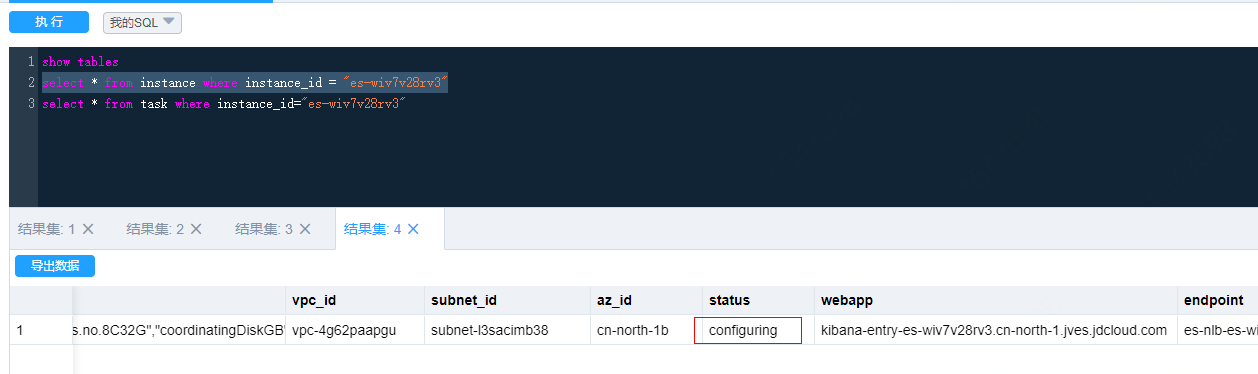 执 行 我的SQL
1 show tables
2 select * from instance where instance_id = "es-wiv7v28rv3"
3 select * from task where instance_id="es-wiv7v28rv3"
结果集: 1 结果集: 2 结果集: 3 结果集: 4
导出数据
vpc_id subnet_id az_id status webapp endpoint
1 s.no.8C32G","coordinatingDiskGB" vpc-4g62paapgu subnet-l3sacimb38 cn-north-1b configuring kibana-entry-es-wiv7v28rv3.cn-north-1.jves.jdcloud.com es-nlb-es-wi